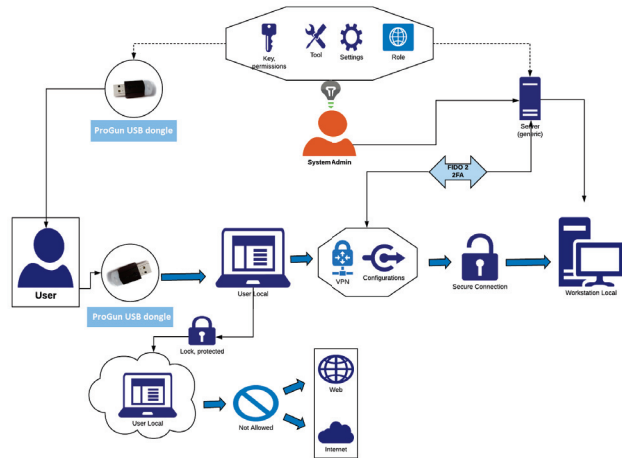 Key,
permissions
Tool
Settings
Role
ProGun USB dongle
System Admin
Server
(generic)
FIDO 2
2FA
User
ProGun USB dongle
User Local
VPN
Configurations
Secure Connection
Workstation Local
Lock, protected
User Local
Not Allowed
Web
Internet